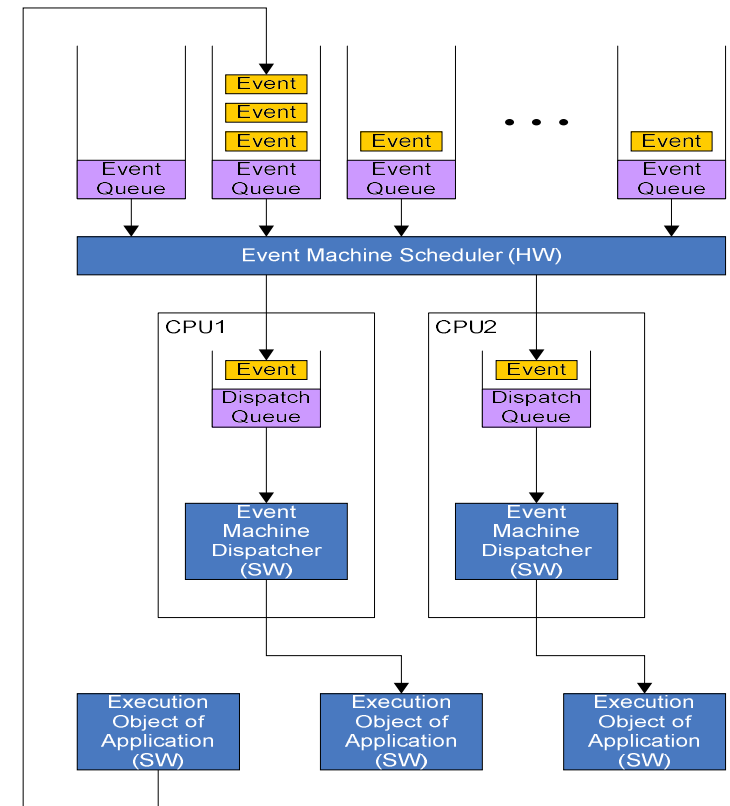 Event
Event
Event
Event
Event
Event
Queue
Event
Queue
Event
Queue
Event
Queue
Event Machine Scheduler (HW)
CPU1
CPU2
Event
Event
Dispatch
Queue
Dispatch
Queue
Event
Machine
Dispatcher
(SW)
Event
Machine
Dispatcher
(SW)
Execution
Object of
Application
(SW)
Execution
Object of
Application
(SW)
Execution
Object of
Application
(SW)